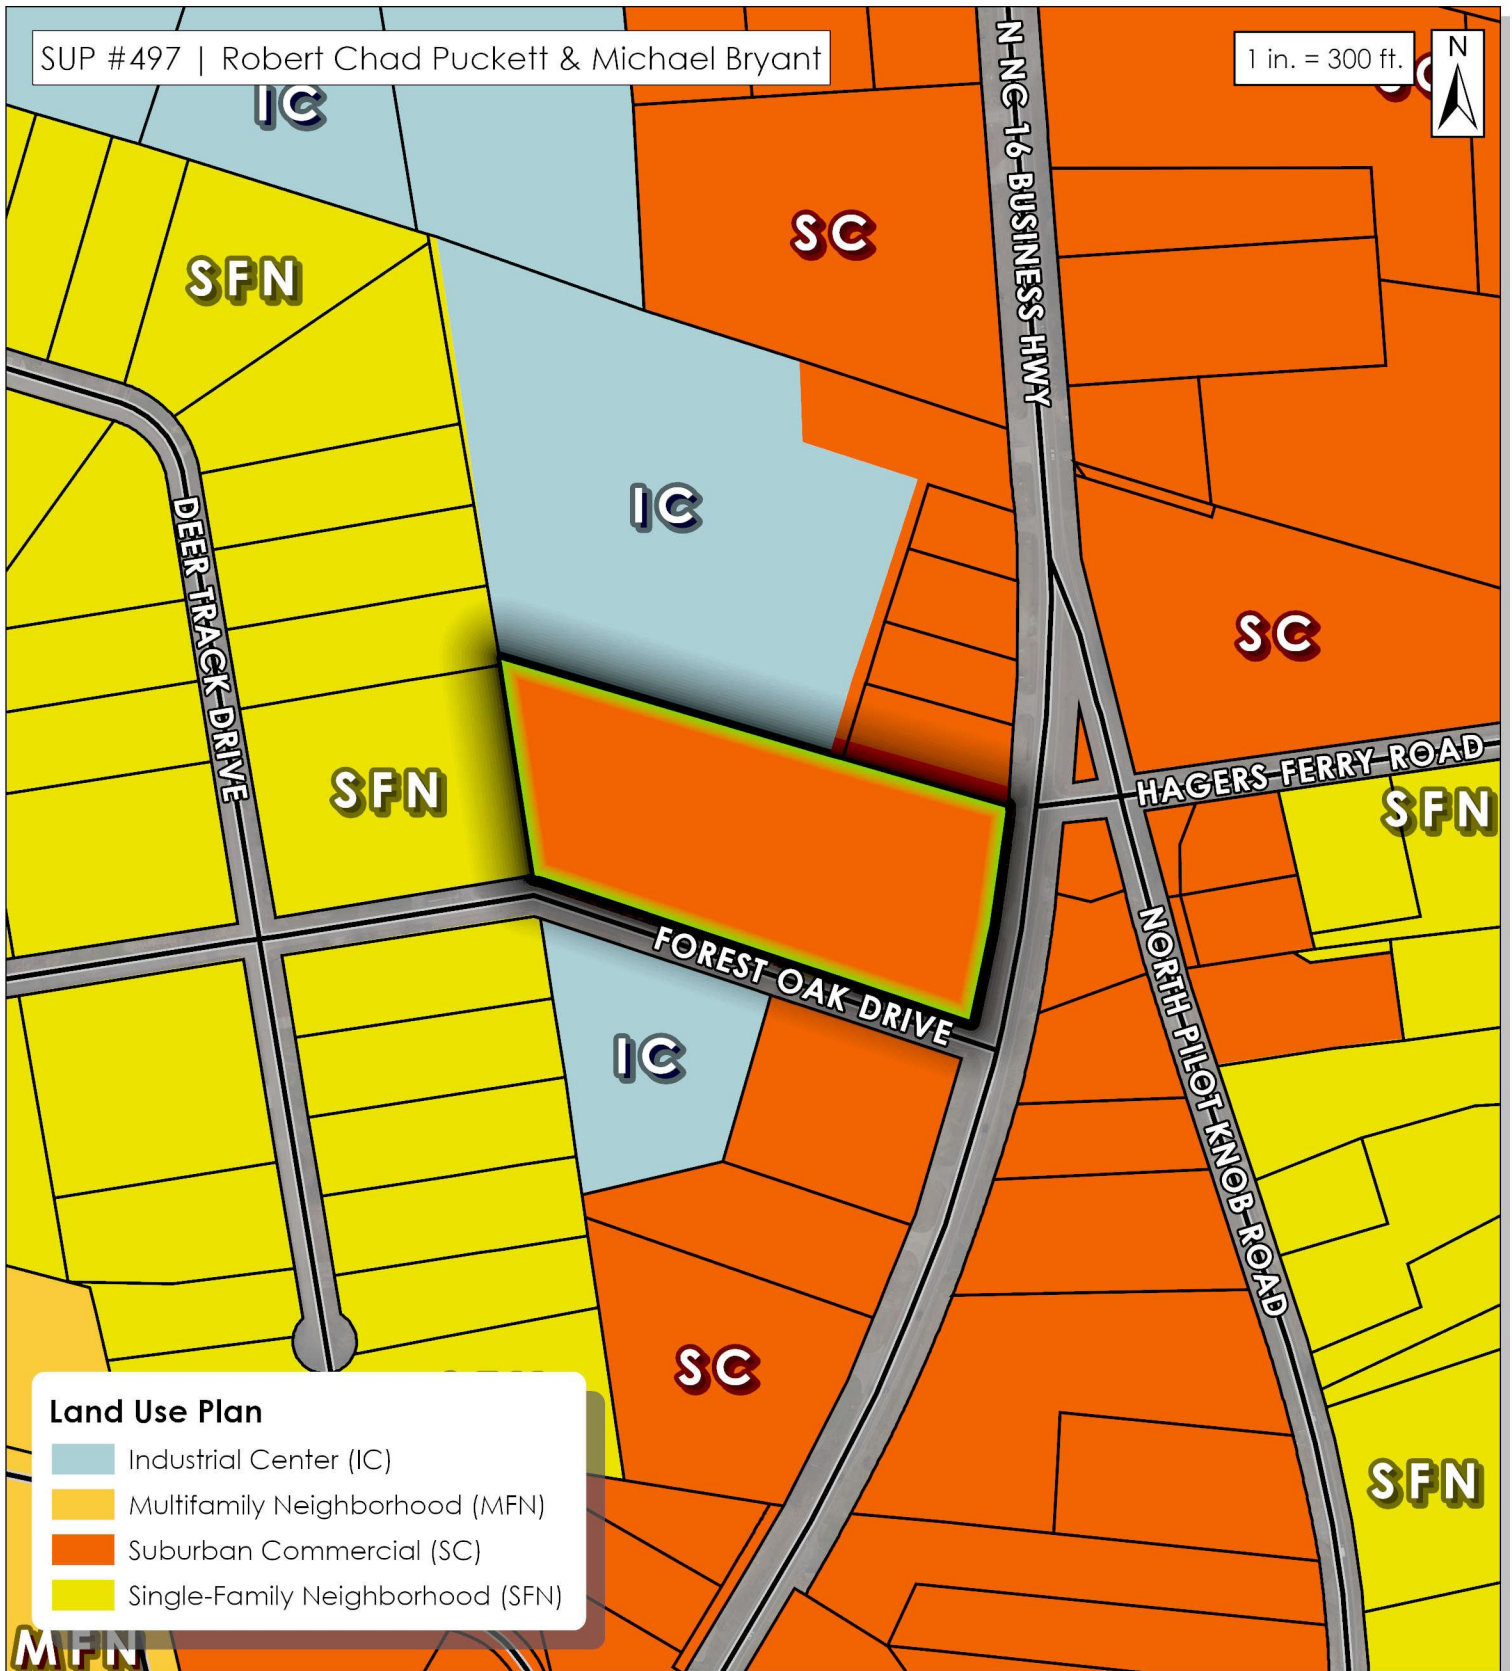 SUP #497 | Robert Chad Puckett & Michael Bryant
1 in. = 300 ft.
N
IC
N NC 16 BUSINESS HWY
SC
SFN
IC
DEER TRACK DRIVE
SC
HAGERS FERRY ROAD
SFN
SFN
FOREST OAK DRIVE
NORTH PILOT KNOB ROAD
IC
SC
SFN
Land Use Plan
Industrial Center (IC)
Multifamily Neighborhood (MFN)
Suburban Commercial (SC)
Single-Family Neighborhood (SFN)
MFN